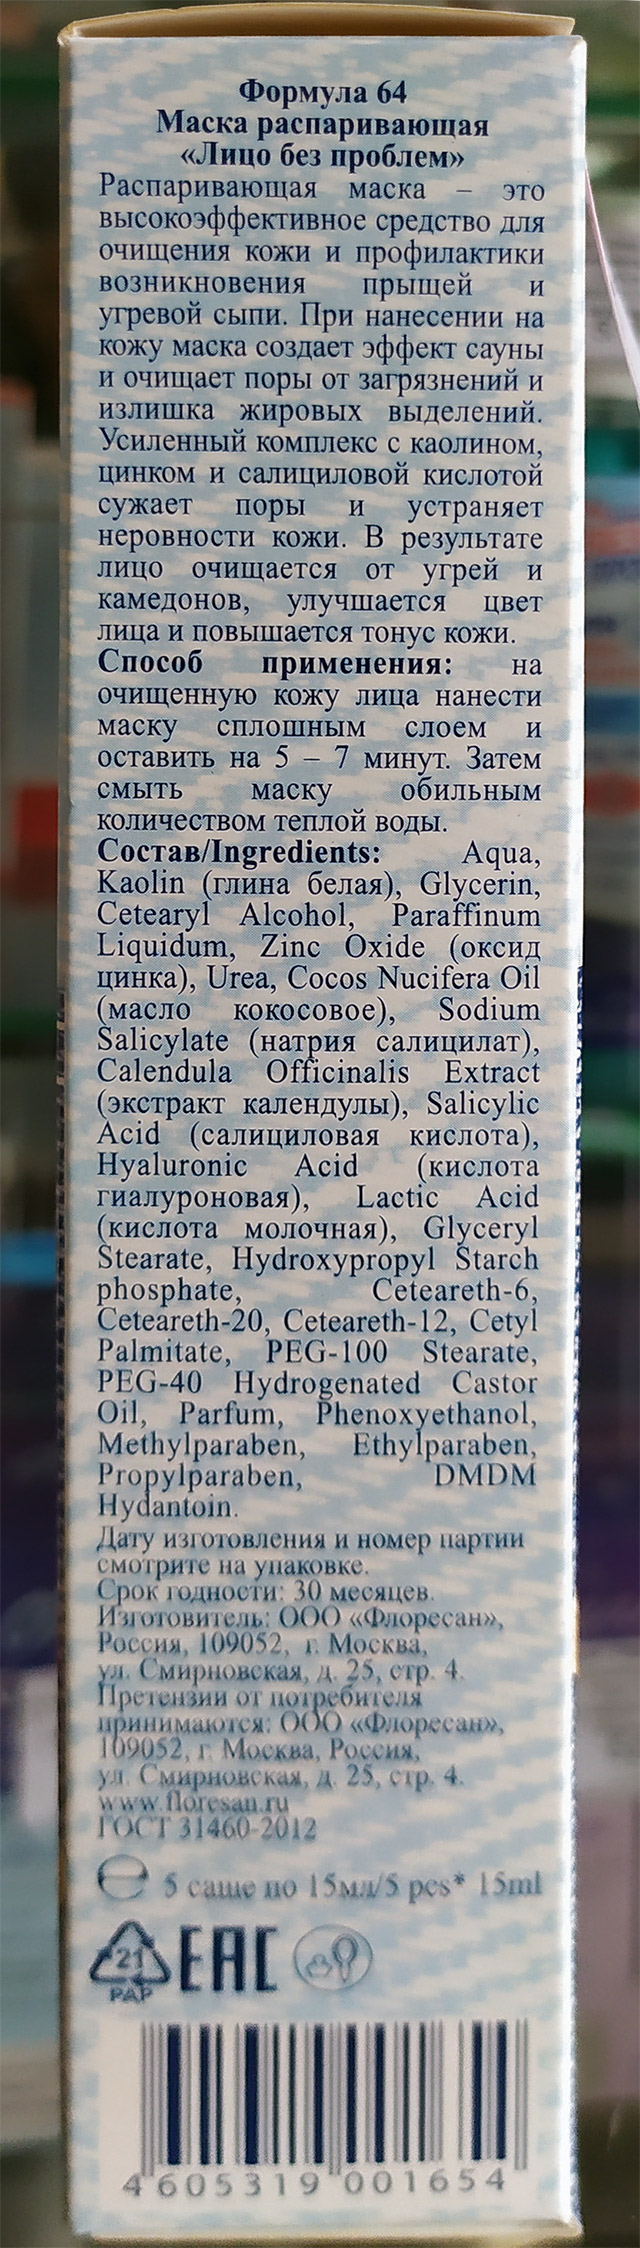 Формула 64
Маска распаривающая
«Лицо без проблем»
Распаривающая маска – это
высокоэффективное средство для
очищения кожи и профилактики
возникновения прыщей и
угревой сыпи. При нанесении на
кожу маска создает эффект сауны
и очищает поры от загрязнений и
излишка жировых выделений.
Усиленный комплекс с каолином,
цинком и салициловой кислотой
сужает поры и устраняет
неровности кожи. В результате
лицо очищается от угрей и
камедонов, улучшается цвет
лица и повышается тонус кожи.
Способ применения: на
очищенную кожу лица нанести
маску сплошным слоем и
оставить на 5 – 7 минут. Затем
смыть маску обильным
количеством теплой воды.
Состав/Ingredients: Aqua,
Kaolin (глина белая), Glycerin,
Cetearyl Alcohol, Paraffinum
Liquidum, Zinc Oxide (оксид
цинка), Urea, Cocos Nucifera Oil
(масло кокосовое), Sodium
Salicylate (натрия салицилат),
Calendula Officinalis Extract
(экстракт календулы), Salicylic
Acid (салициловая кислота),
Hyaluronic Acid (кислота
гиалуроновая), Lactic Acid
(кислота молочная), Glyceryl
Stearate, Hydroxypropyl Starch
phosphate, Ceteareth-6,
Ceteareth-20, Ceteareth-12, Cetyl
Palmitate, PEG-100 Stearate,
PEG-40 Hydrogenated Castor
Oil, Parfum, Phenoxyethanol,
Methylparaben, Ethylparaben,
Propylparaben, DMDM
Hydantoin.
Дату изготовления и номер партии
смотрите на упаковке.
Срок годности: 30 месяцев.
Изготовитель: ООО «Флоресан»,
Россия, 109052, г. Москва,
ул. Смирновская, д. 25, стр. 4.
Претензии от потребителя
принимаются: ООО «Флоресан»,
109052, г. Москва, Россия,
ул. Смирновская, д. 25, стр. 4.
www.floresan.ru
ГОСТ 31460-2012
5 саше по 15мл/5 pcs* 15ml
21 EAC
PAP
4 605319 001654